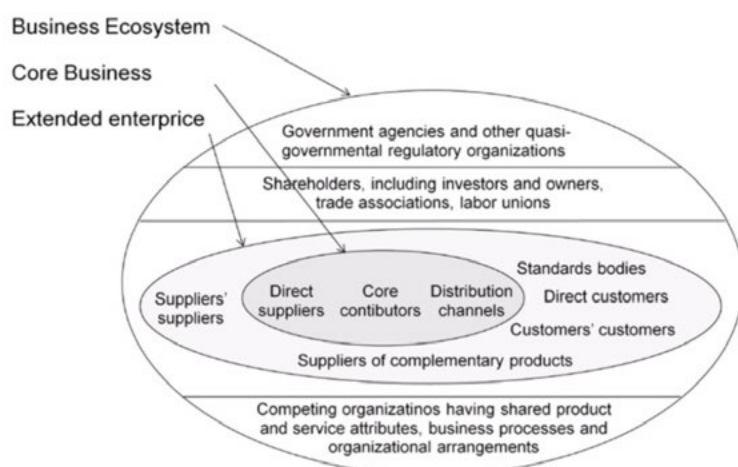 Business Ecosystem
Core Business
Extended enterprice
Government agencies and other quasi-
governmental regulatory organizations
Shareholders, including investors and owners,
trade associations, labor unions
Standards bodies
Suppliers'
suppliers
Direct
suppliers
Core
contibutors
Distribution
channels
Direct customers
Customers' customers
Suppliers of complementary products
Competing organizatinos having shared product
and service attributes, business processes and
organizational arrangements